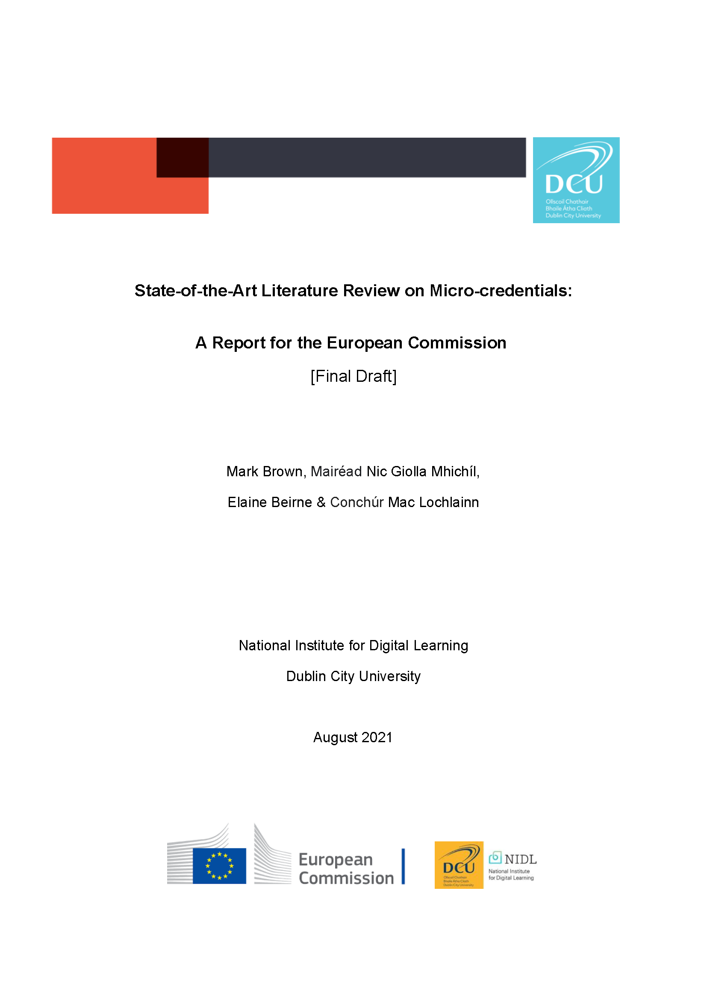 DCU
Ollscoil Chathair
Bhaile Átha Cliath
Dublin City University
State-of-the-Art Literature Review on Micro-credentials:
A Report for the European Commission
[Final Draft]
Mark Brown, Mairéad Nic Giolla Mhichíl,
Elaine Beirne & Conchúr Mac Lochlainn
National Institute for Digital Learning
Dublin City University
August 2021
European
Commission
DCU
Ollscoil Chathair
Bhaile Átha Cliath
Dublin City University
NIDL
National Institute
for Digital Learning